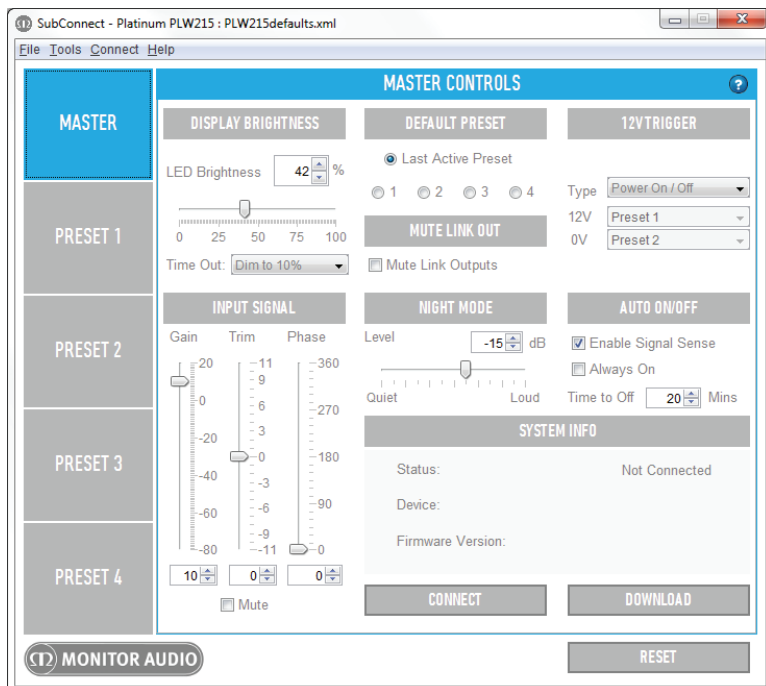 SubConnect - Platinum PLW215 : PLW215defaults.xml
File Tools Connect Help
MASTER
PRESET 1
PRESET 2
PRESET 3
PRESET 4
MASTER CONTROLS
?
DISPLAY BRIGHTNESS
LED Brightness 42 %
0 25 50 75 100
Time Out: Dim to 10%
DEFAULT PRESET
Last Active Preset
1 2 3 4
MUTE LINK OUT
Mute Link Outputs
12V TRIGGER
Type Power On / Off
12V Preset 1
0V Preset 2
INPUT SIGNAL
Gain Trim Phase
20
0
-20
-40
-60
-80
11
9
6
3
0
-3
-6
-9
-11
360
270
180
90
0
10 0 0
Mute
NIGHT MODE
Level -15 dB
Quiet Loud
AUTO ON/OFF
Enable Signal Sense
Always On
Time to Off 20 Mins
SYSTEM INFO
Status: Not Connected
Device:
Firmware Version:
CONNECT DOWNLOAD
MONITOR AUDIO
RESET